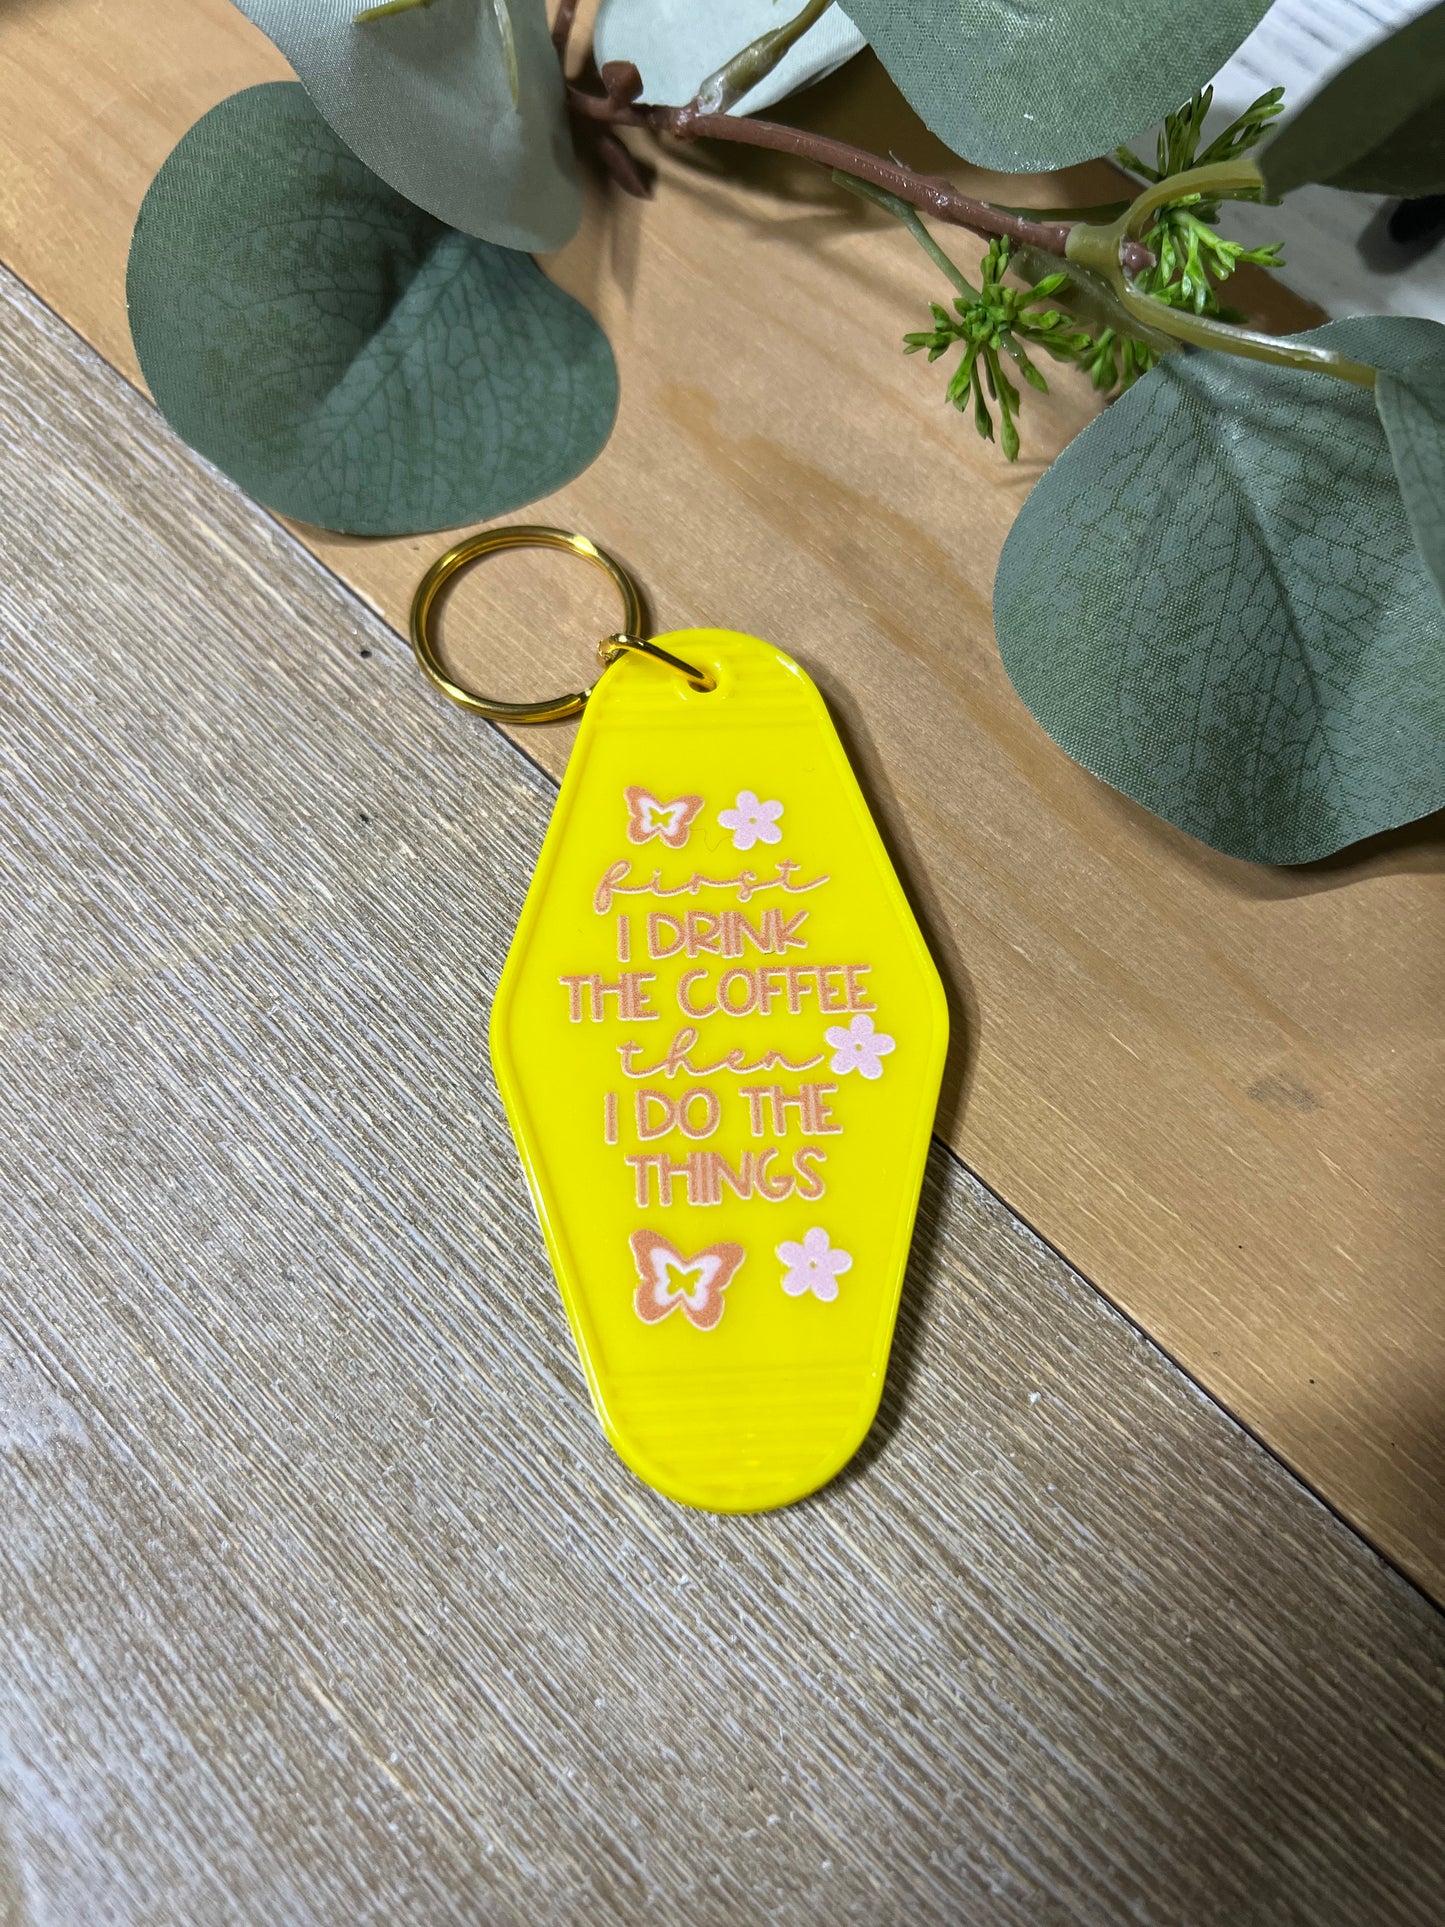 first
I DRINK
THE COFFEE
then
I DO THE
THINGS